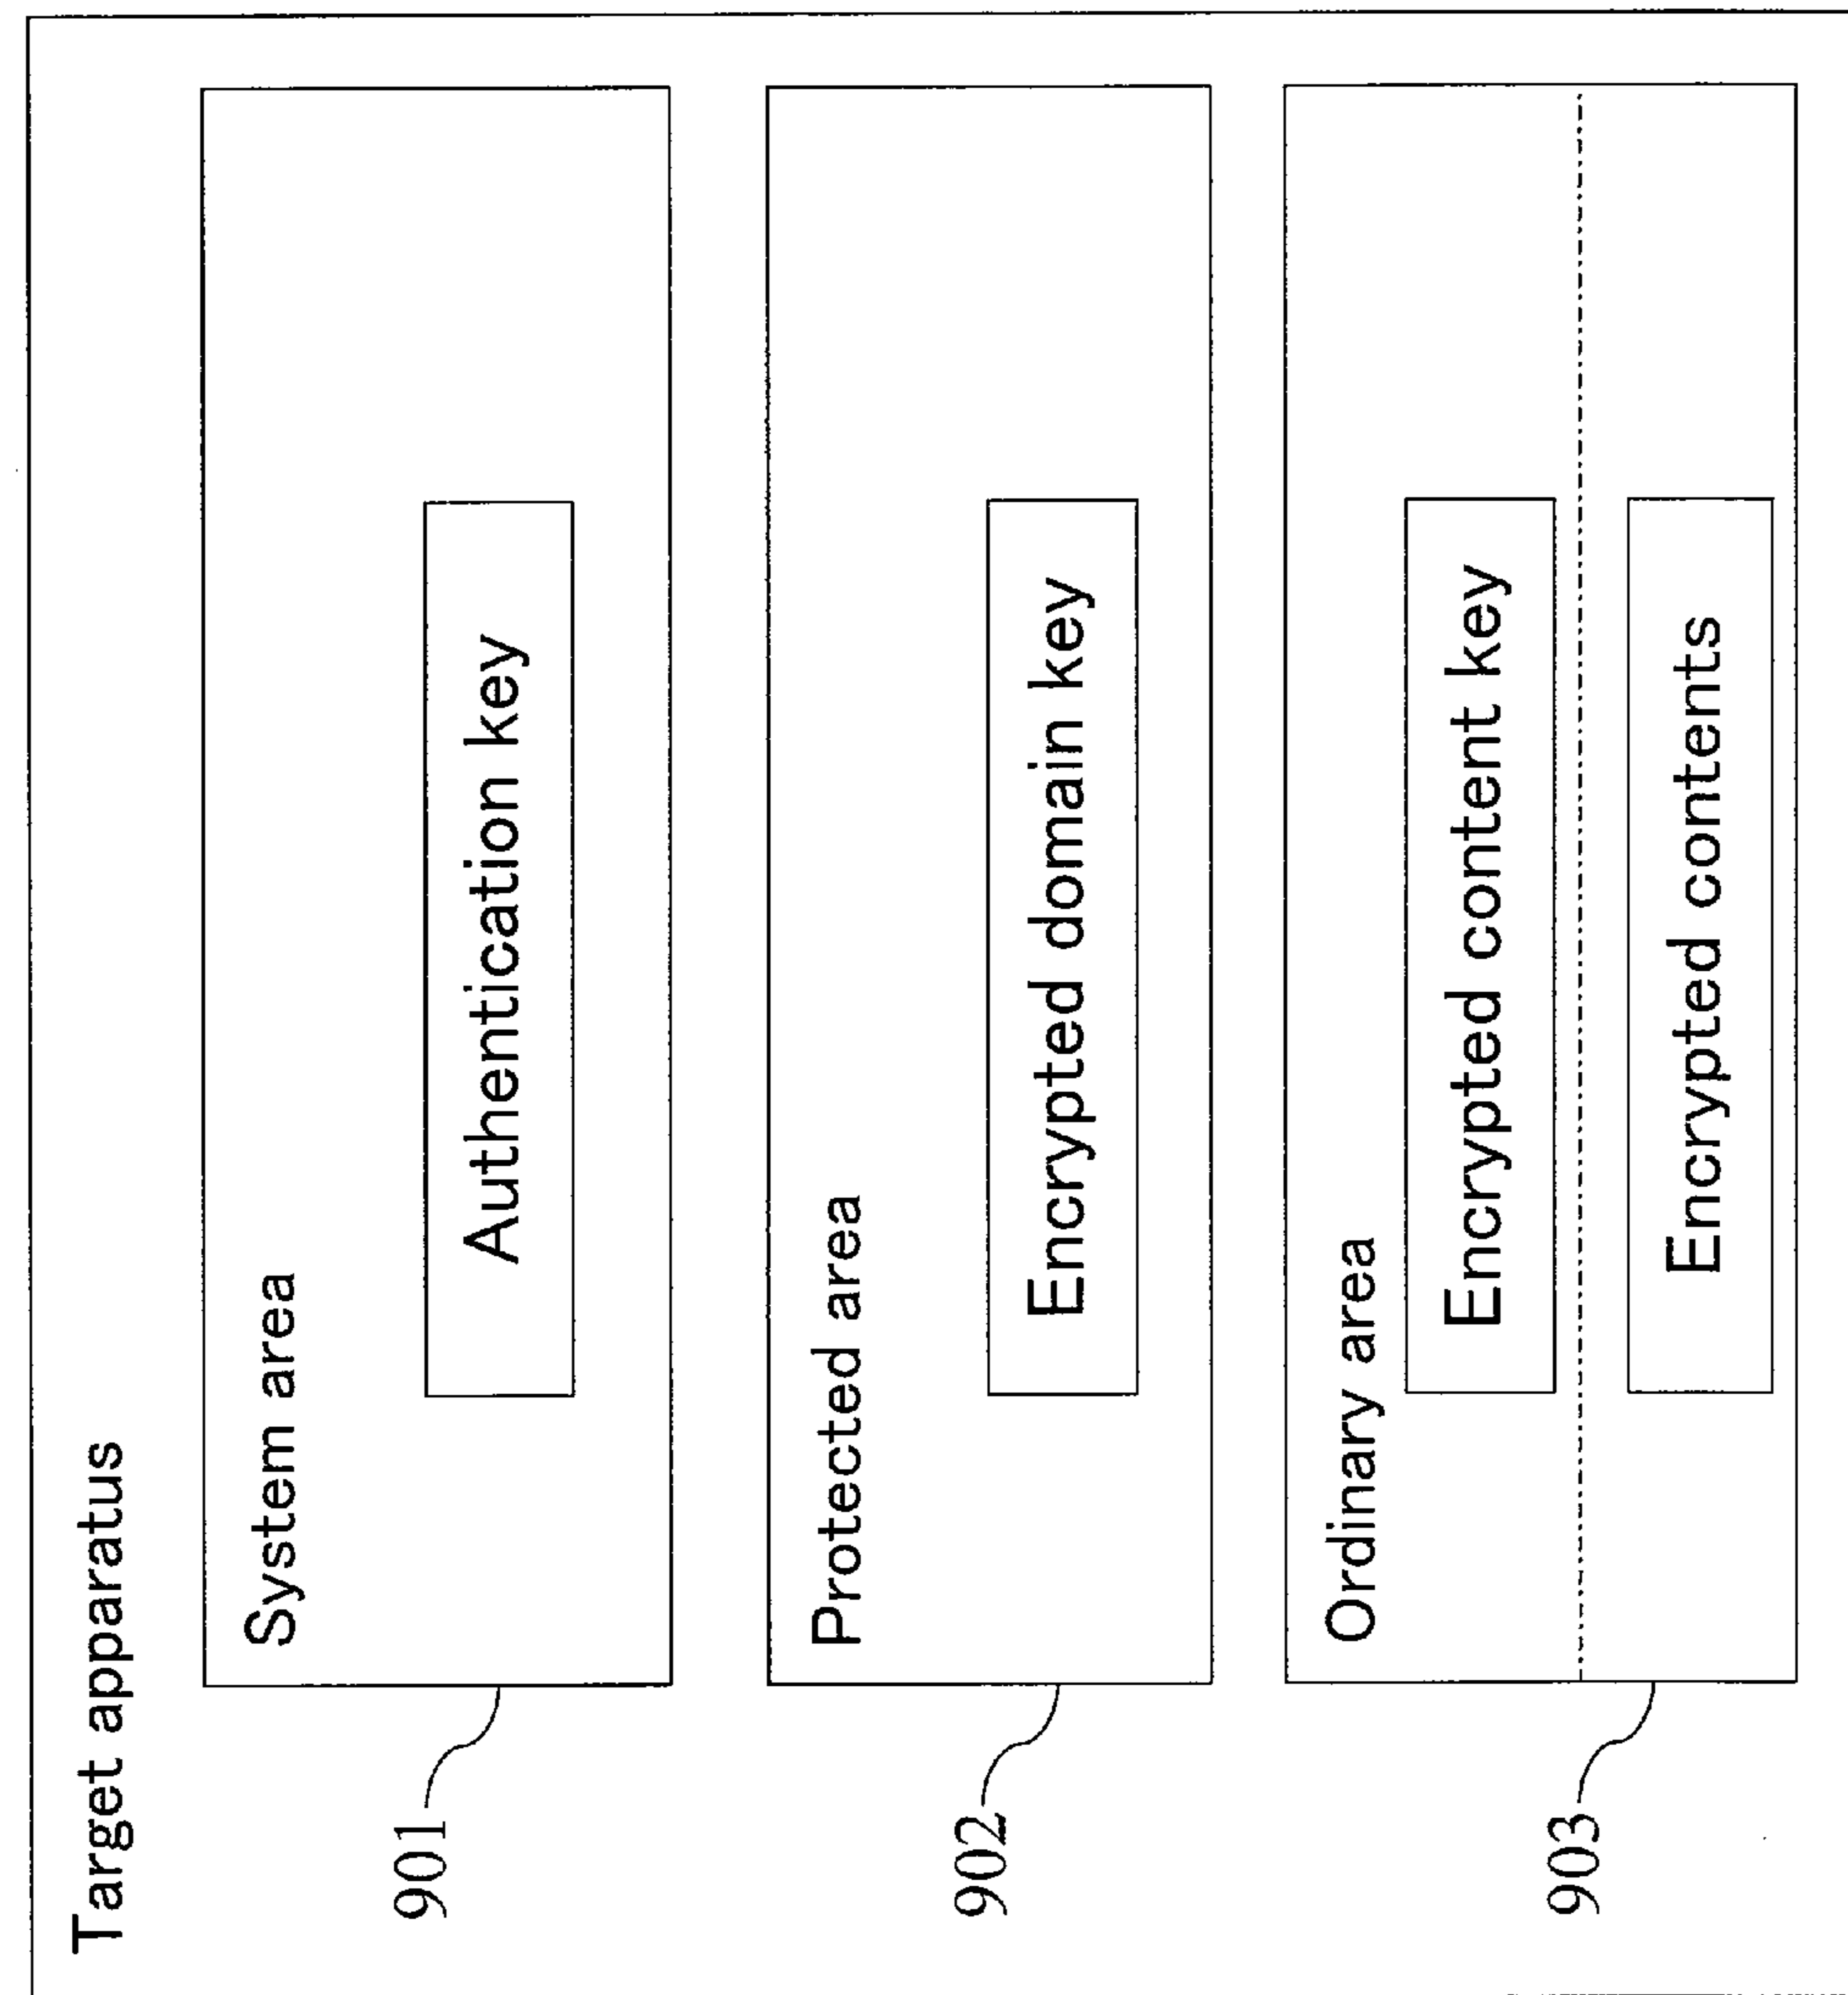 Target apparatus
901
System area
Authentication key
902
Protected area
Encrypted domain key
903
Ordinary area
Encrypted content key
Encrypted contents